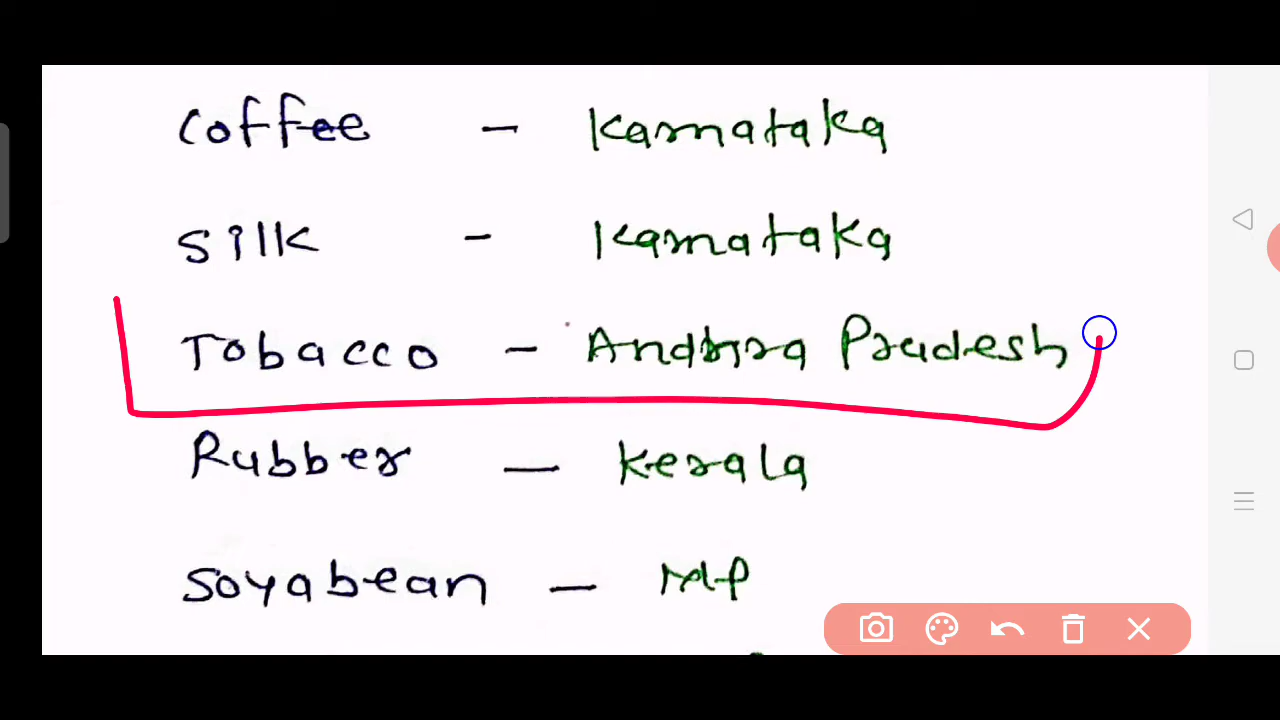 Coffee - Karnataka
Silk - Karnataka
Tobacco - Andhra Pradesh
Rubber - Kerala
Soyabean - MP